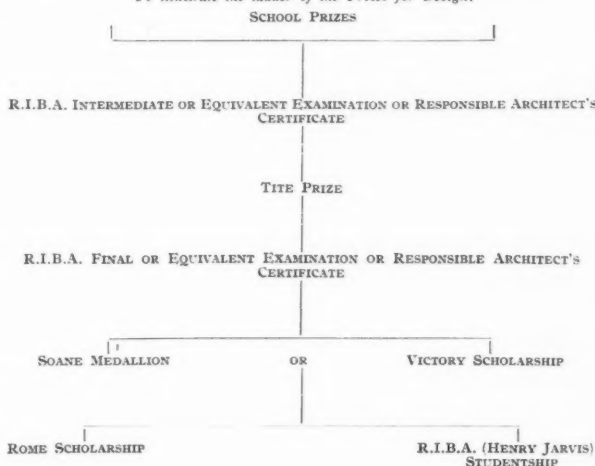 SCHOOL PRIZES
R.I.B.A. INTERMEDIATE OR EQUIVALENT EXAMINATION OR RESPONSIBLE ARCHITECT'S
CERTIFICATE
TITE PRIZE
R.I.B.A. FINAL OR EQUIVALENT EXAMINATION OR RESPONSIBLE ARCHITECT'S
CERTIFICATE
SOANE MEDALLION OR VICTORY SCHOLARSHIP
ROME SCHOLARSHIP R.I.B.A. (HENRY JARVIS)
STUDENTSHIP